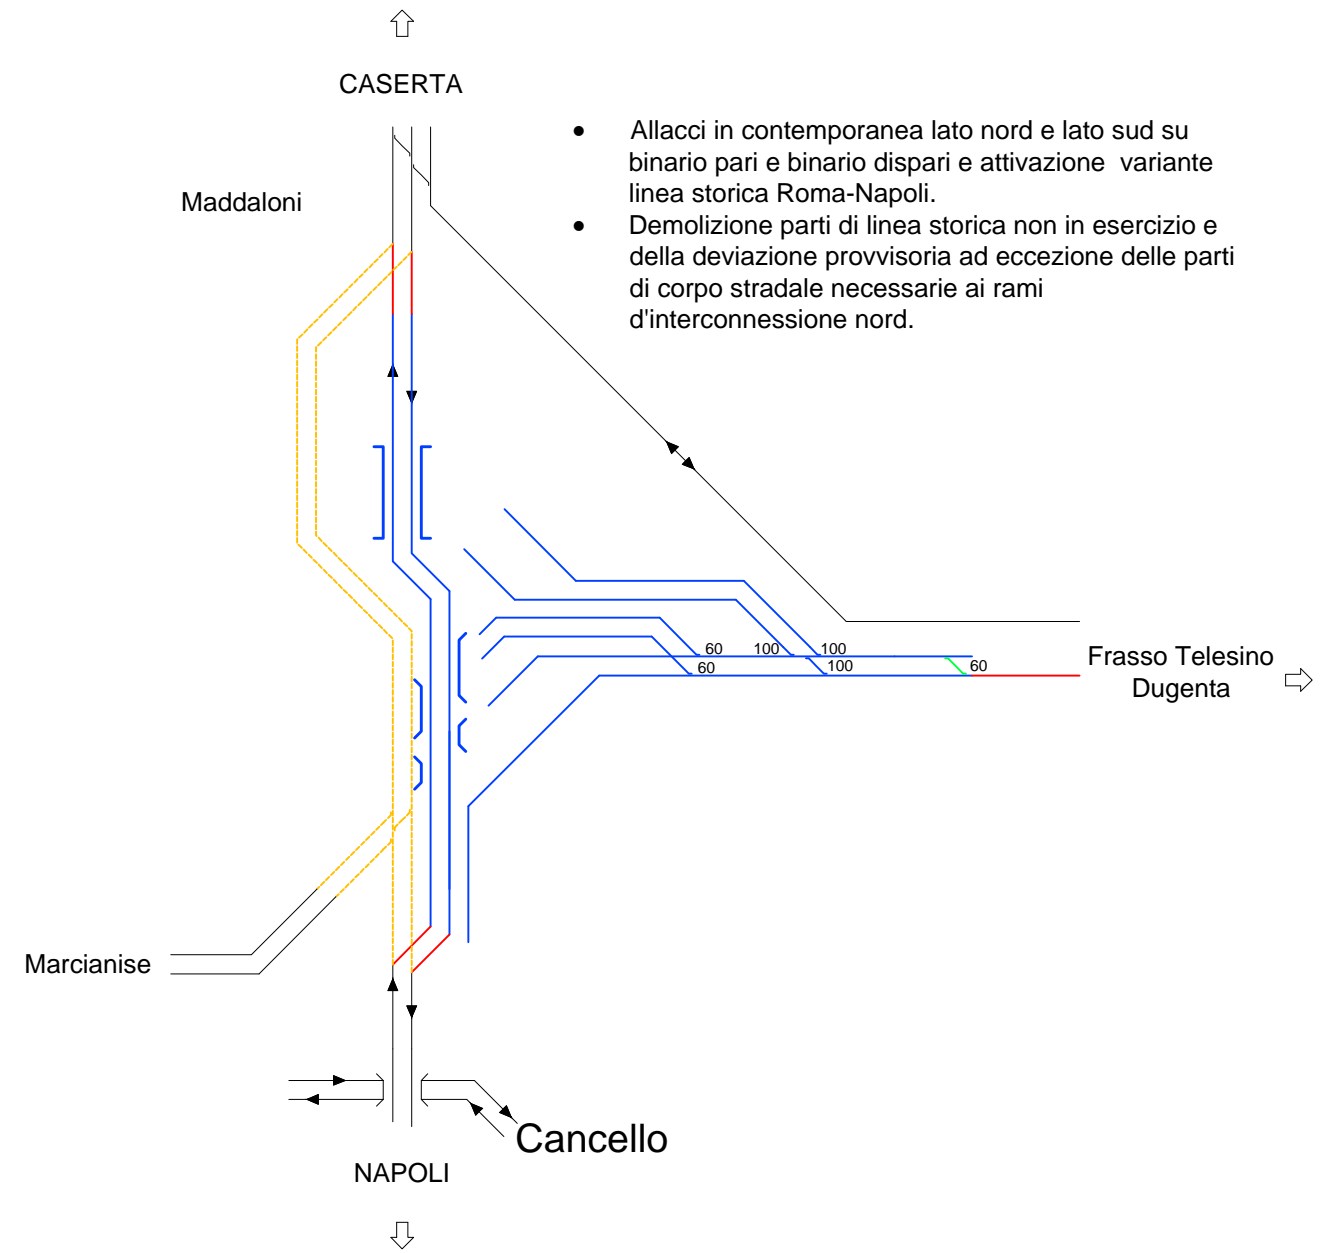 CASERTA
• Allacci in contemporanea lato nord e lato sud su
binario pari e binario dispari e attivazione variante
linea storica Roma-Napoli.
• Demolizione parti di linea storica non in esercizio e
della deviazione provvisoria ad eccezione delle parti
di corpo stradale necessarie ai rami
d'interconnessione nord.
Maddaloni
60 100 100
60 100 60
Frasso Telesino
Dugenta
Marcianise
Cancello
NAPOLI